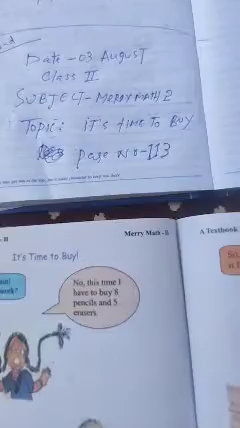 Date - 03 August
Class II
SUBJECT - MERRY MATH 2
TOPIC: IT'S TIME TO BUY
Page No - 113
- II
Merry Math - 2
A Textbook
It's Time to Buy!
No, this time I
have to buy 8
pencils and 5
erasers.